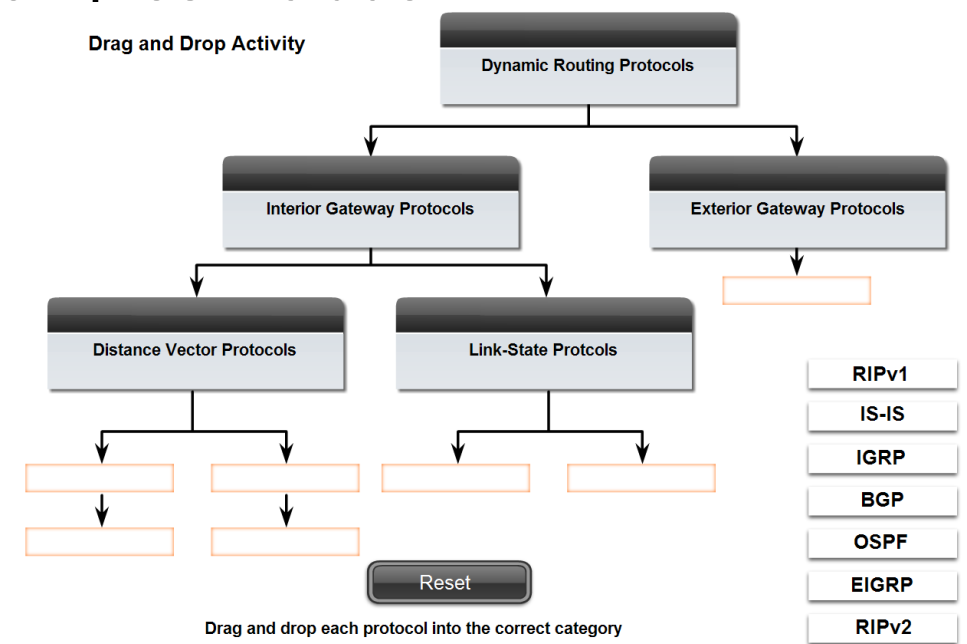 Drag and Drop Activity
Dynamic Routing Protocols
Interior Gateway Protocols
Exterior Gateway Protocols
Distance Vector Protocols
Link-State Protcols
RIPv1
IS-IS
IGRP
BGP
OSPF
EIGRP
RIPv2
Reset
Drag and drop each protocol into the correct category